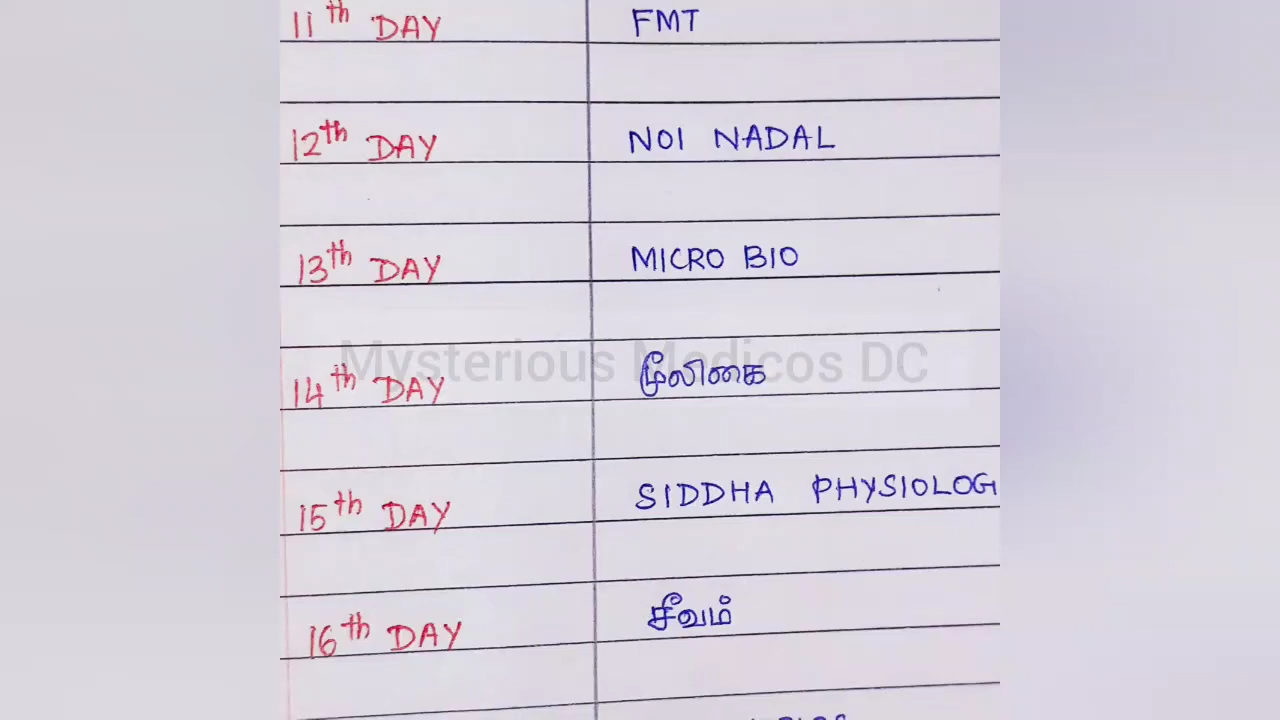 11th DAY FMT
12th DAY NOI NADAL
13th DAY MICRO BIO
Mysterious Medicos DC
14th DAY மூலிகை
15th DAY SIDDHA PHYSIOLOG
16th DAY சீவம்